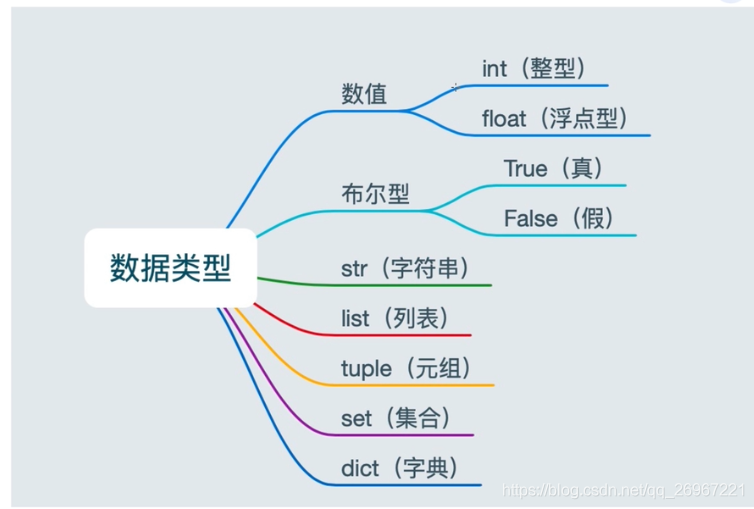 数据类型
数值
int（整型）
float（浮点型）
布尔型
True（真）
False（假）
str（字符串）
list（列表）
tuple（元组）
set（集合）
dict（字典）
https://blog.csdn.net/qq_26967221